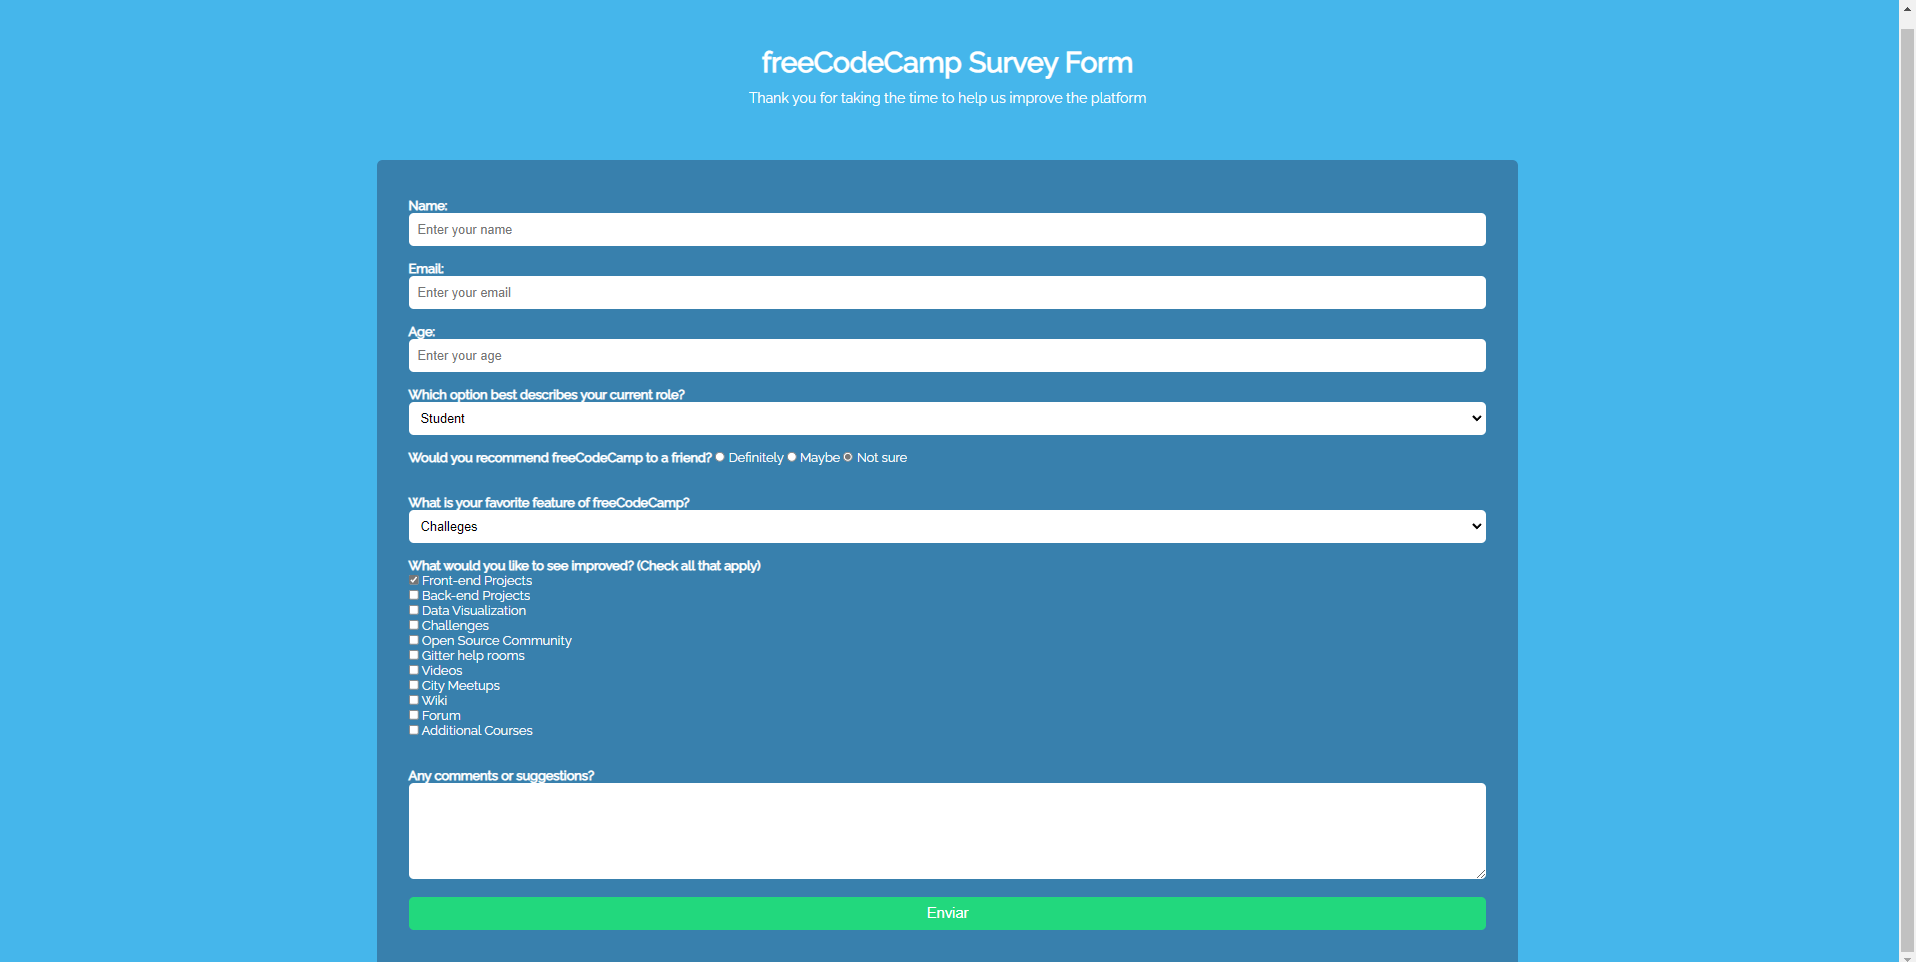 freeCodeCamp Survey Form
Thank you for taking the time to help us improve the platform
Name:
Enter your name
Email:
Enter your email
Age:
Enter your age
Which option best describes your current role?
Student
Would you recommend freeCodeCamp to a friend? Definitely Maybe Not sure
What is your favorite feature of freeCodeCamp?
Challeges
What would you like to see improved? (Check all that apply)
Front-end Projects
Back-end Projects
Data Visualization
Challenges
Open Source Community
Gitter help rooms
Videos
City Meetups
Wiki
Forum
Additional Courses
Any comments or suggestions?
Enviar